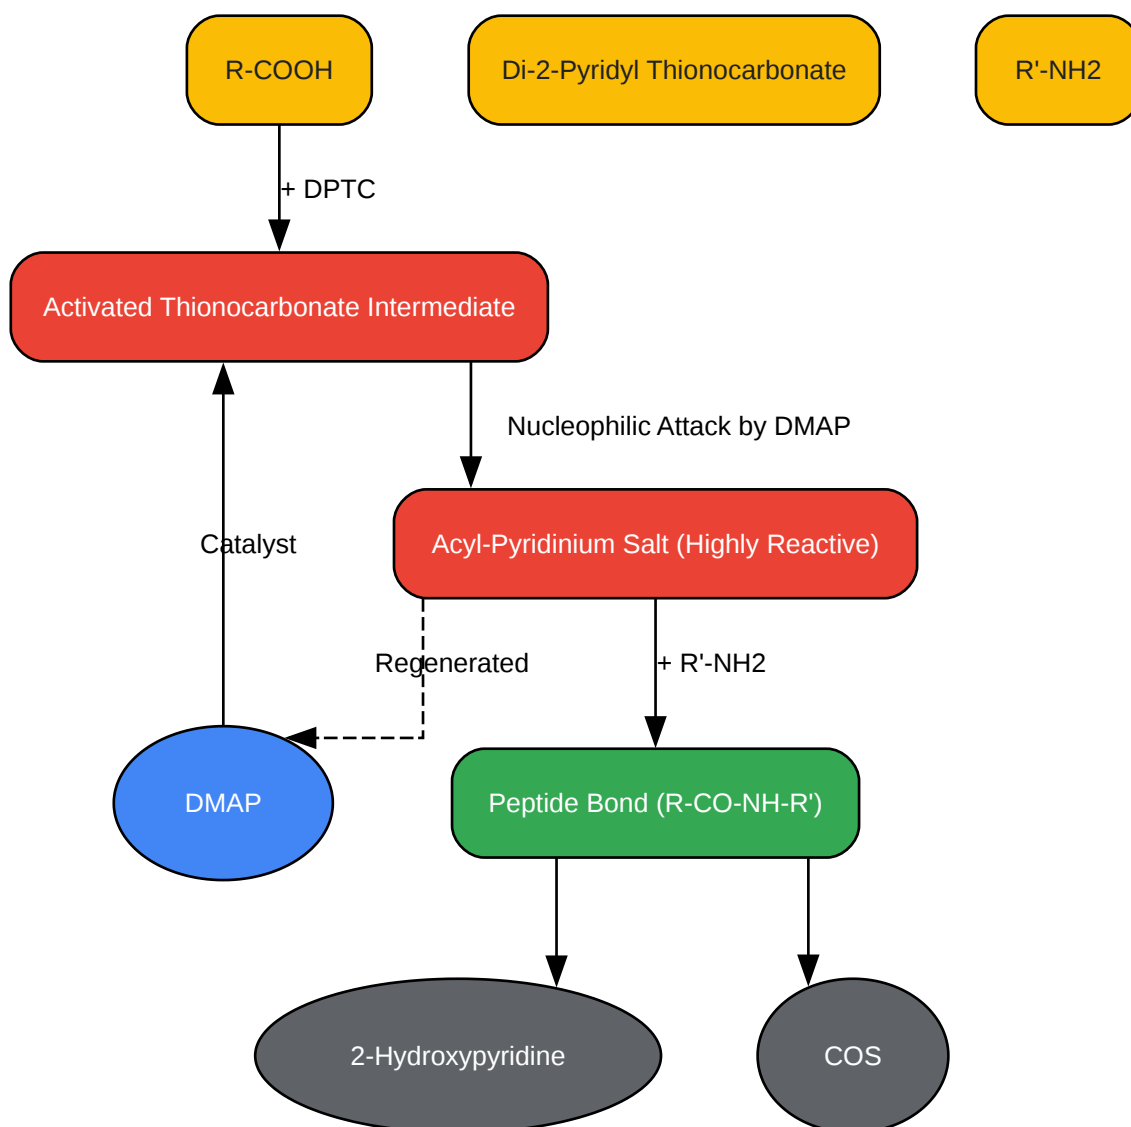 R-COOH
Di-2-Pyridyl Thionocarbonate
R'-NH2
+ DPTC
Activated Thionocarbonate Intermediate
Nucleophilic Attack by DMAP
Catalyst
Acyl-Pyridinium Salt (Highly Reactive)
Regenerated
+ R'-NH2
DMAP
Peptide Bond (R-CO-NH-R')
2-Hydroxypyridine
COS